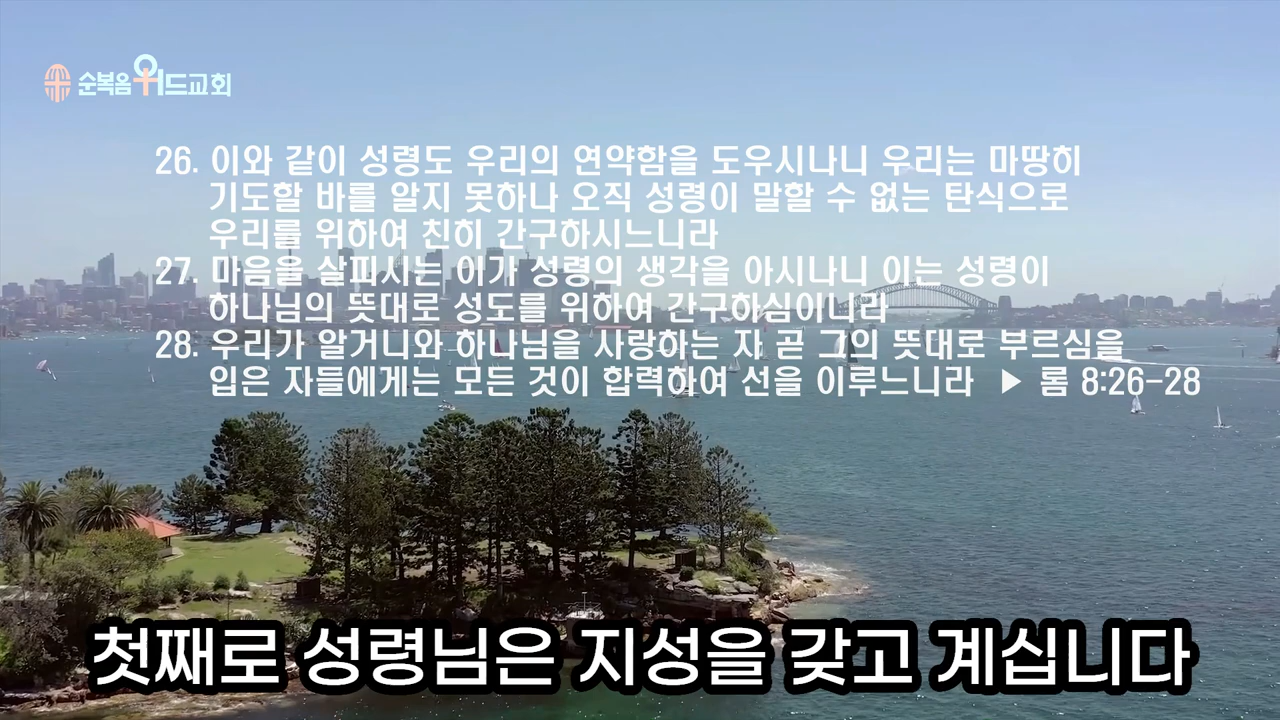 순복음위드교회
26. 이와 같이 성령도 우리의 연약함을 도우시나니 우리는 마땅히
기도할 바를 알지 못하나 오직 성령이 말할 수 없는 탄식으로
우리를 위하여 친히 간구하시느니라
27. 마음을 살피시는 이가 성령의 생각을 아시나니 이는 성령이
하나님의 뜻대로 성도를 위하여 간구하심이니라
28. 우리가 알거니와 하나님을 사랑하는 자 곧 그의 뜻대로 부르심을
입은 자들에게는 모든 것이 합력하여 선을 이루느니라 ▶ 롬 8:26-28
첫째로 성령님은 지성을 갖고 계십니다